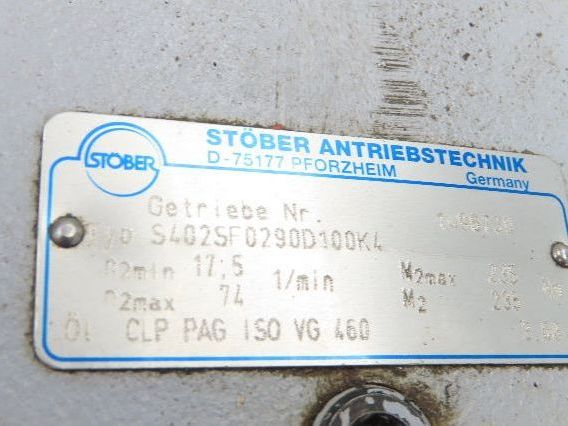 STÖBER
STÖBER ANTRIEBSTECHNIK
D-75177 PFORZHEIM
Germany
Getriebe Nr.
Typ S402SF0290D100K4
n2min 17,5 1/min M2max
n2max 74 M2
Öl CLP PAG ISO VG 460